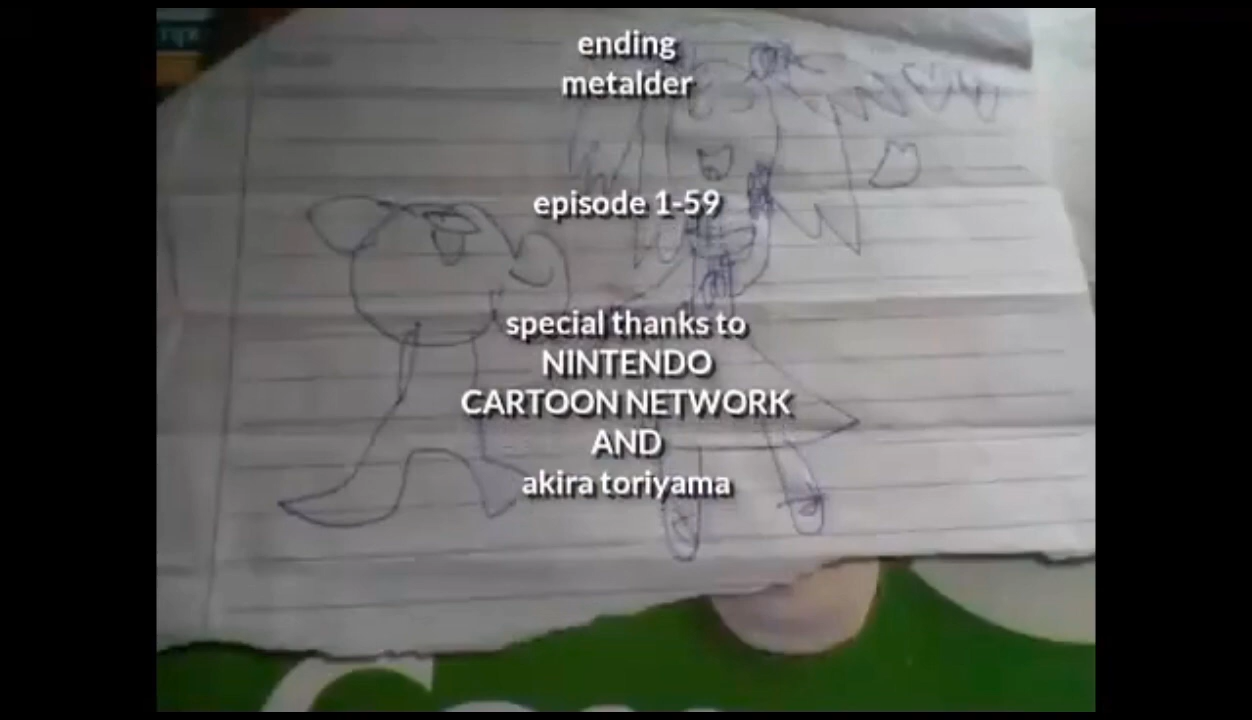 ending
metalder
episode 1-59
special thanks to
NINTENDO
CARTOON NETWORK
AND
akira toriyama